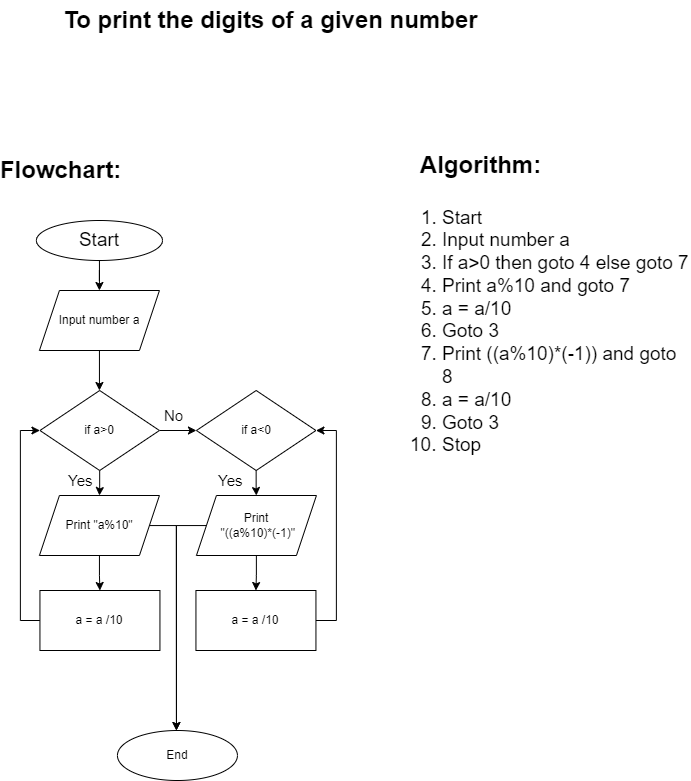 To print the digits of a given number
Flowchart:
Start
Input number a
if a>0
No
if a<0
Yes
Yes
Print "a%10"
Print
"((a%10)*(-1)"
a = a /10
a = a /10
End
Algorithm:
1. Start
2. Input number a
3. If a>0 then goto 4 else goto 7
4. Print a%10 and goto 7
5. a = a/10
6. Goto 3
7. Print ((a%10)*(-1)) and goto
8
8. a = a/10
9. Goto 3
10. Stop